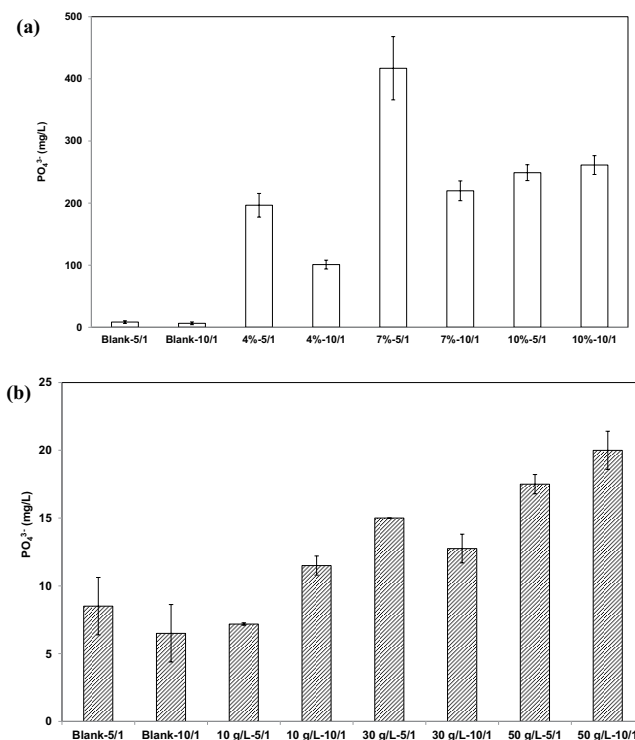 (a)
500
400
300
200
100
0
PO₄³⁻ (mg/L)
Blank-5/1 Blank-10/1 4%-5/1 4%-10/1 7%-5/1 7%-10/1 10%-5/1 10%-10/1
(b)
25
20
15
10
5
0
PO₄³⁻ (mg/L)
Blank-5/1 Blank-10/1 10 g/L-5/1 10 g/L-10/1 30 g/L-5/1 30 g/L-10/1 50 g/L-5/1 50 g/L-10/1